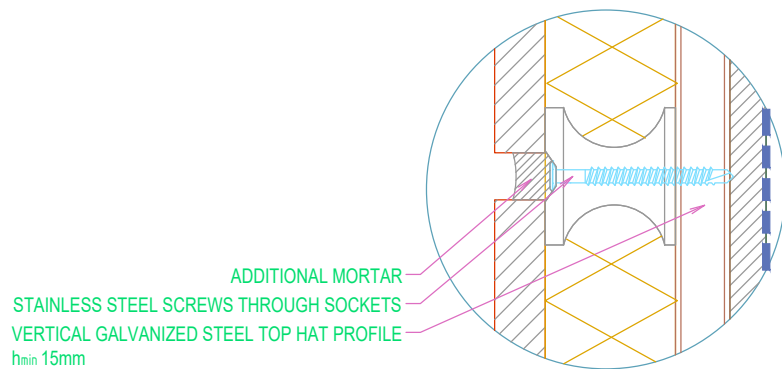 ADDITIONAL MORTAR
STAINLESS STEEL SCREWS THROUGH SOCKETS
VERTICAL GALVANIZED STEEL TOP HAT PROFILE
hmin 15mm